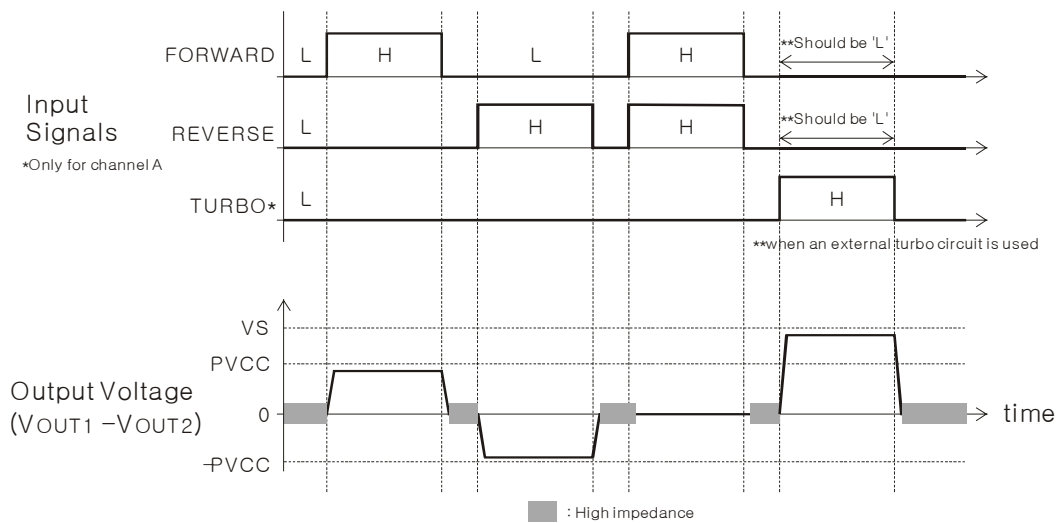 FORWARD
L
H
L
H
**Should be 'L'
Input
Signals
*Only for channel A
REVERSE
L
H
H
**Should be 'L'
TURBO*
L
H
**when an external turbo circuit is used
VS
PVCC
Output Voltage
(VOUT1 -VOUT2)
0
time
-PVCC
: High impedance